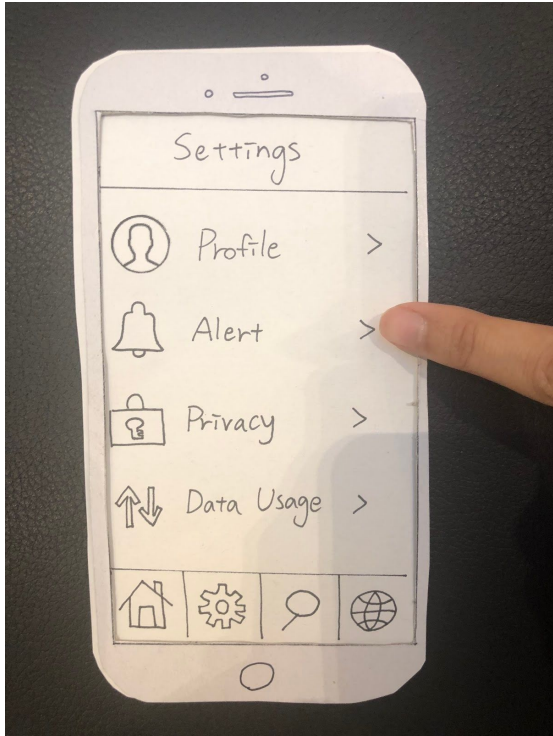 Settings
Profile >
Alert >
Privacy >
Data Usage >